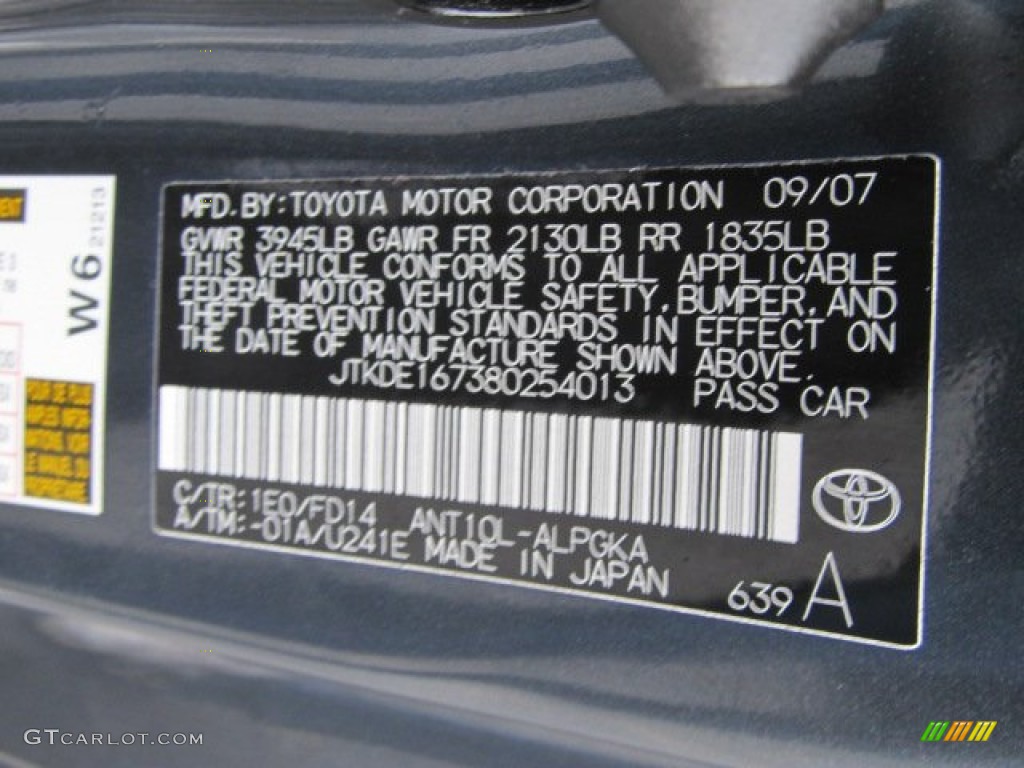 MFD.BY:TOYOTA MOTOR CORPORATION 09/07
GVWR 3945LB GAWR FR 2130LB RR 1835LB
THIS VEHICLE CONFORMS TO ALL APPLICABLE
FEDERAL MOTOR VEHICLE SAFETY,BUMPER,AND
THEFT PREVENTION STANDARDS IN EFFECT ON
THE DATE OF MANUFACTURE SHOWN ABOVE.
JTKDE167380254013 PASS CAR
C/TR:1E0/FD14 ANT10L-ALPGKA
A/TM:-01A/U241E MADE IN JAPAN
639 A
W6 21213
GTCARLOT.COM